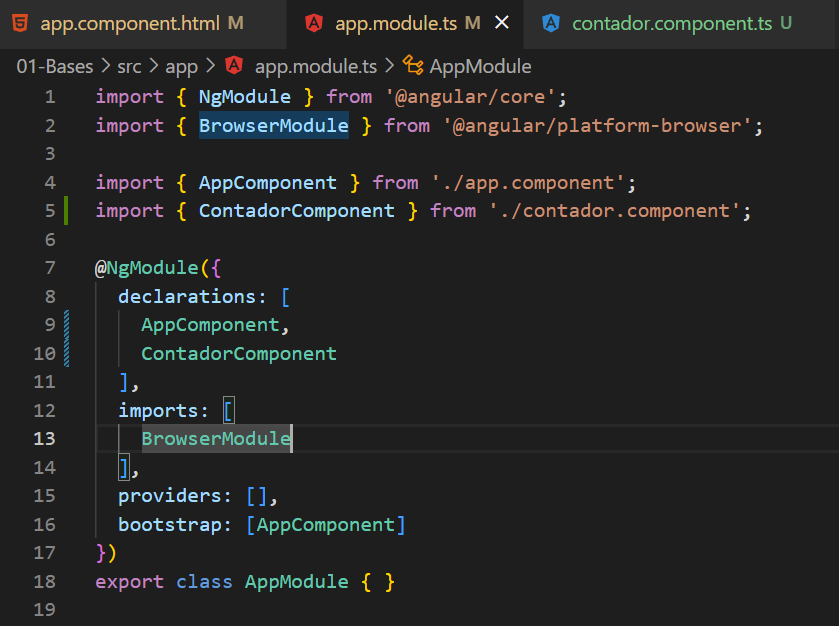 app.component.html M app.module.ts M contador.component.ts U
01-Bases > src > app > app.module.ts > AppModule
1 import { NgModule } from '@angular/core';
2 import { BrowserModule } from '@angular/platform-browser';
3
4 import { AppComponent } from './app.component';
5 import { ContadorComponent } from './contador.component';
6
7 @NgModule({
8   declarations: [
9     AppComponent,
10     ContadorComponent
11   ],
12   imports: [
13     BrowserModule
14   ],
15   providers: [],
16   bootstrap: [AppComponent]
17 })
18 export class AppModule { }
19